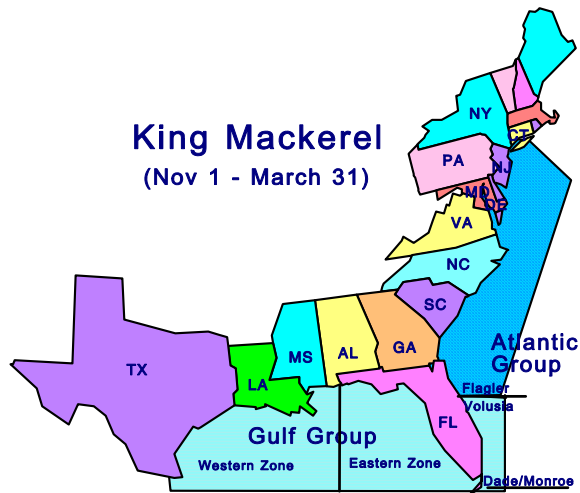 NY
CT
King Mackerel
PA
NJ
(Nov 1 - March 31)
MD
DE
VA
NC
SC
Atlantic
Group
TX
MS
AL
GA
LA
Flagler
Volusia
FL
Gulf Group
Western Zone
Eastern Zone
Dade/Monroe